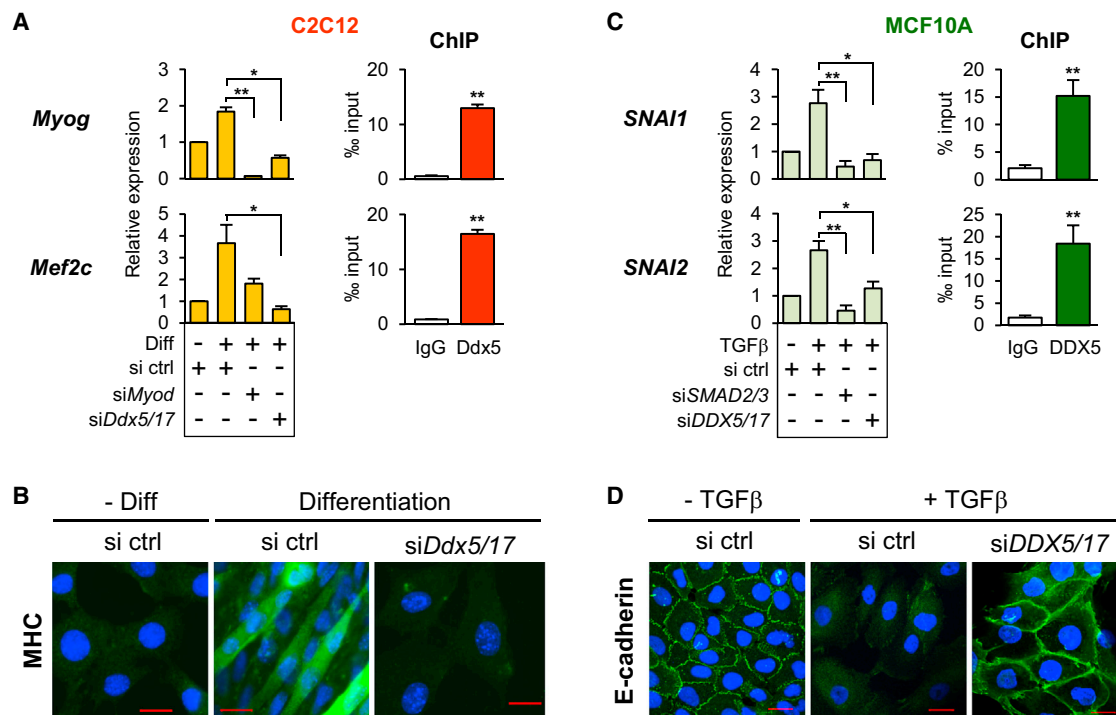 A
C2C12
ChIP
Myog
Relative expression
3
2
1
0
*
**
‰ input
20
15
10
5
0
**
Mef2c
5
4
3
2
1
0
*
‰ input
20
15
10
5
0
**
IgG Ddx5
Diff - + + +
si ctrl + + - -
siMyod - - + -
siDdx5/17 - - - +
C
MCF10A
ChIP
SNAI1
Relative expression
4
3
2
1
0
*
**
% input
20
15
10
5
0
**
SNAI2
4
3
2
1
0
*
**
% input
25
20
15
10
5
0
**
IgG DDX5
TGFβ - + + +
si ctrl + + - -
siSMAD2/3 - - + -
siDDX5/17 - - - +
B
- Diff
Differentiation
si ctrl
si ctrl
siDdx5/17
MHC
D
- TGFβ
+ TGFβ
si ctrl
si ctrl
siDDX5/17
E-cadherin